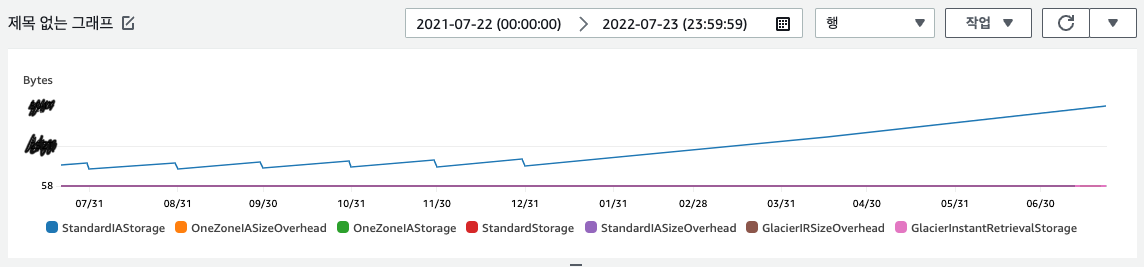 제목 없는 그래프
2021-07-22 (00:00:00) 2022-07-23 (23:59:59)
행
작업
Bytes
58
07/31 08/31 09/30 10/31 11/30 12/31 01/31 02/28 03/31 04/30 05/31 06/30
StandardIAStorage OneZoneIASizeOverhead OneZoneIAStorage StandardStorage StandardIASizeOverhead GlacierIRSizeOverhead GlacierInstantRetrievalStorage